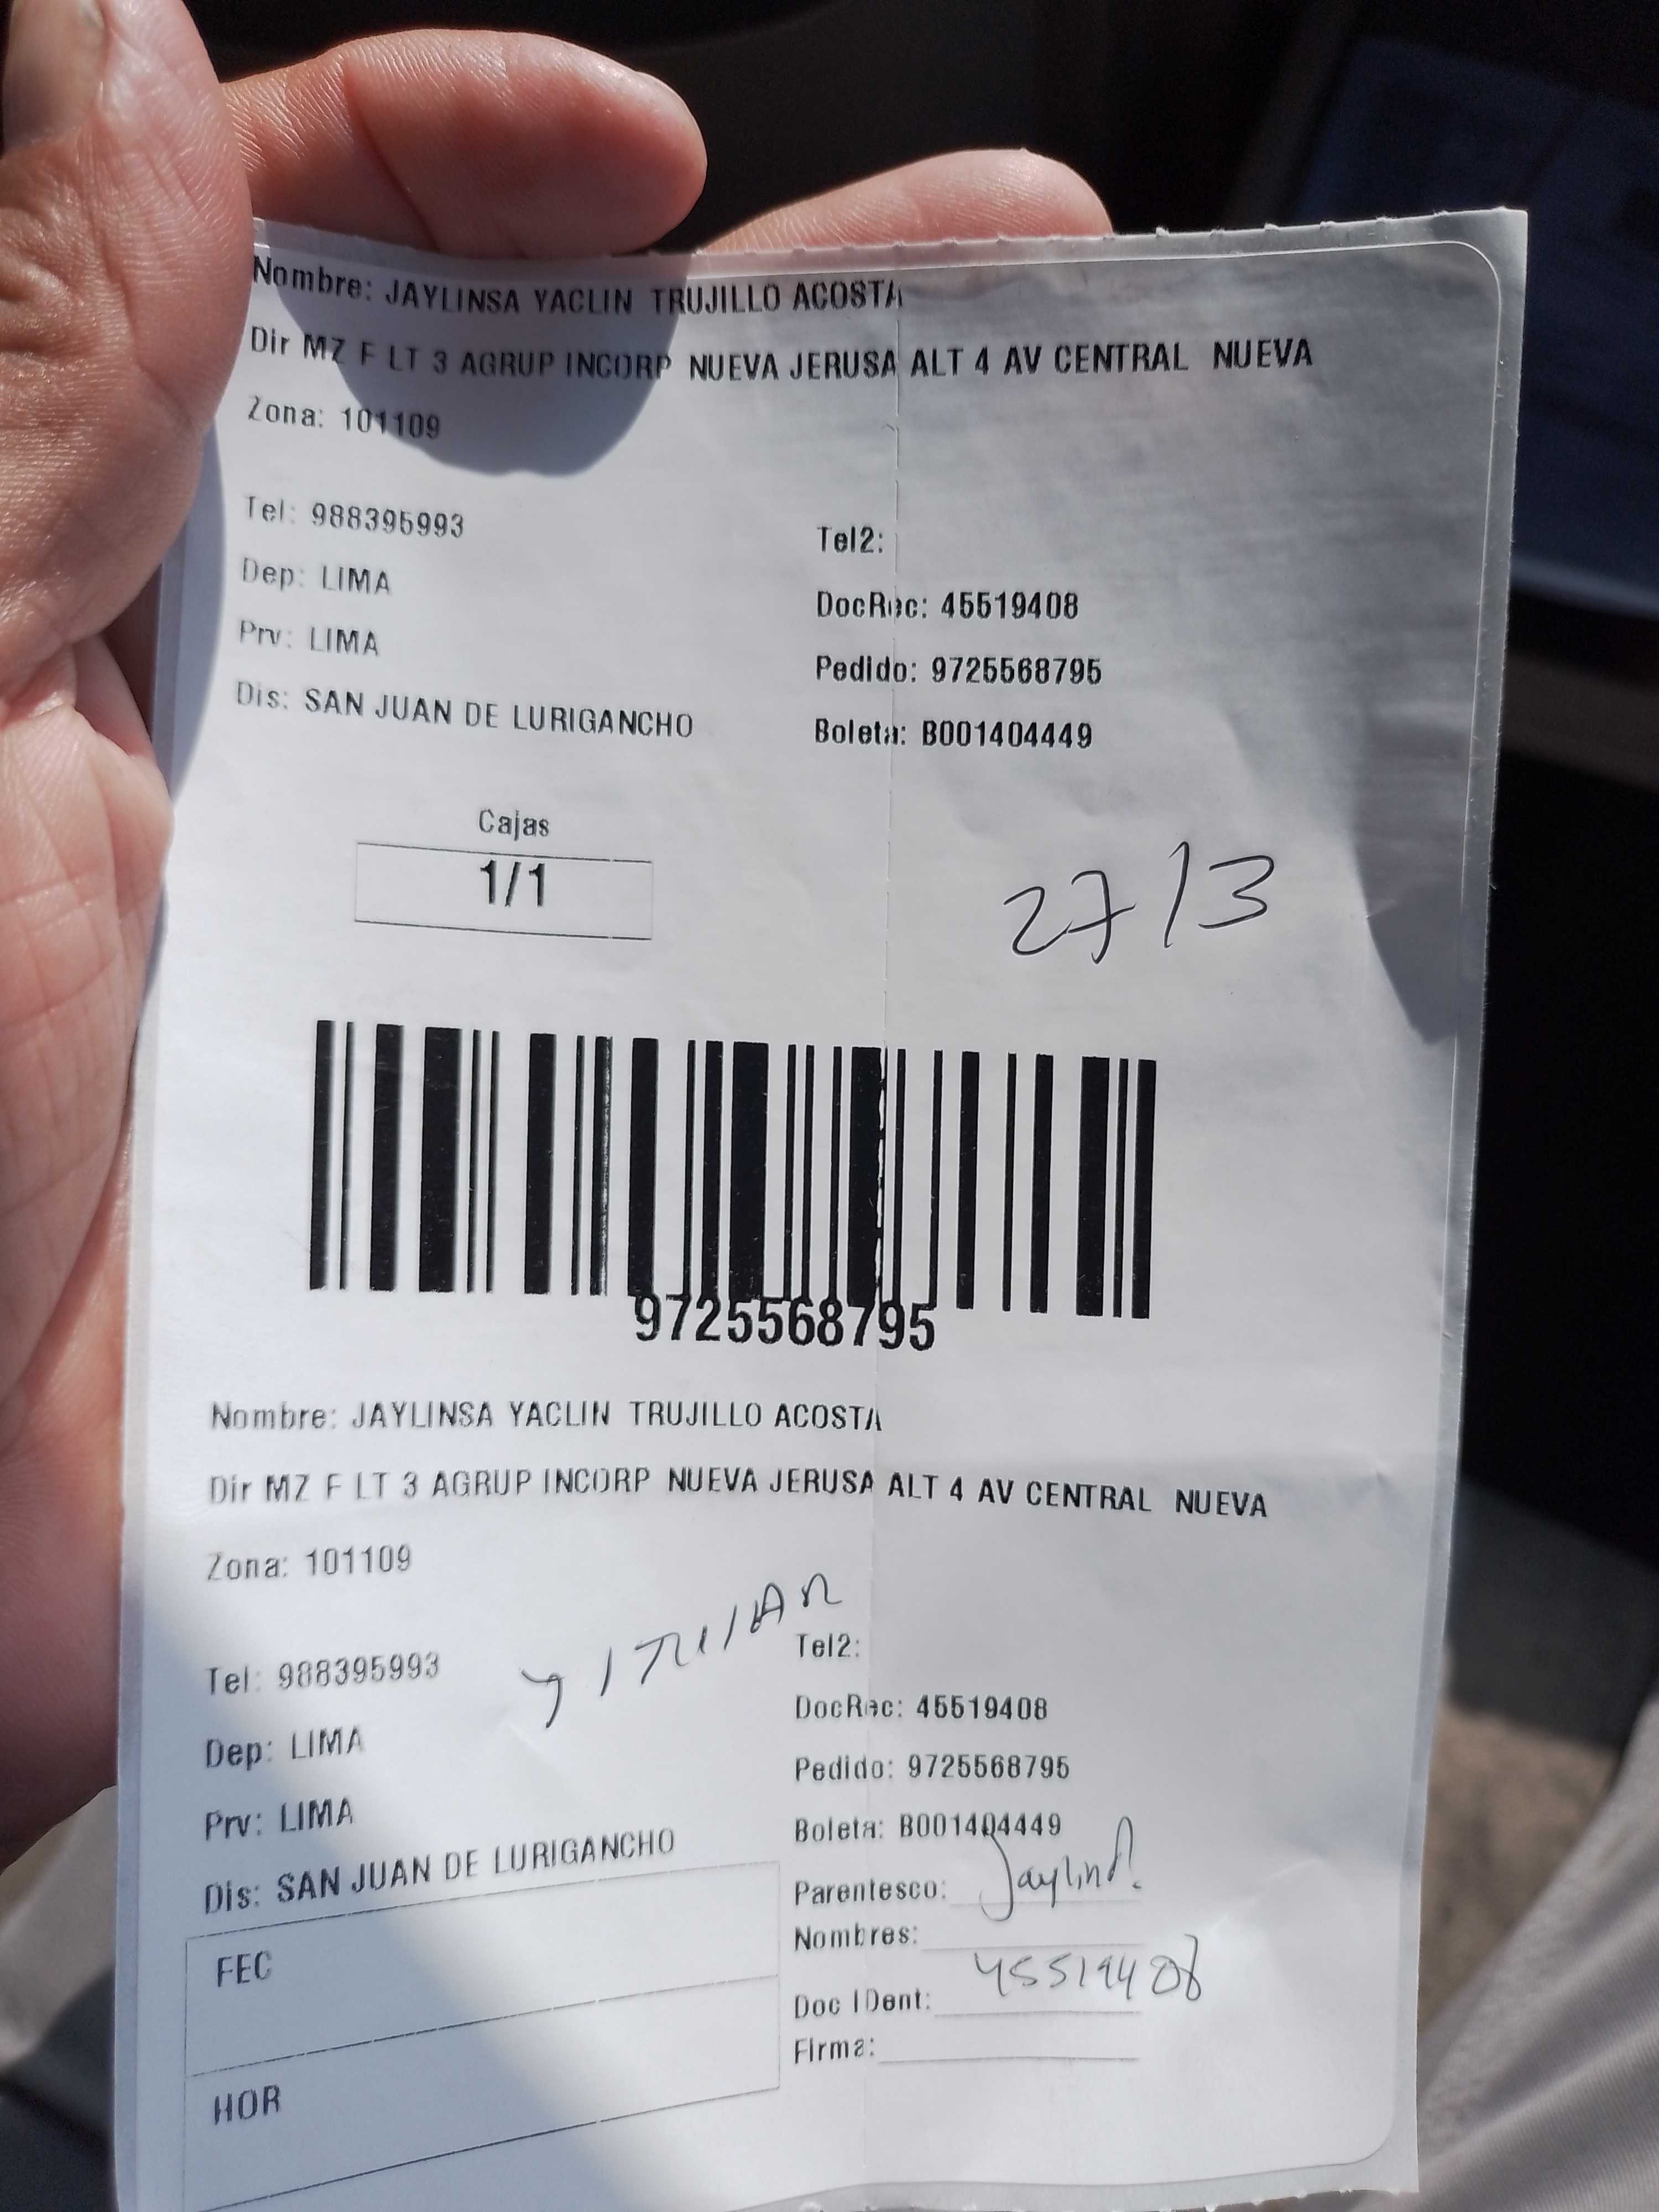 Nombre: JAYLINSA YACLIN TRUJILLO ACOSTA
Dir MZ F LT 3 AGRUP INCORP NUEVA JERUSA ALT 4 AV CENTRAL NUEVA
Zona: 101109
Tel: 988395993
Tel2:
Dep: LIMA
DocRec: 45519408
Prv: LIMA
Pedido: 9725568795
Dis: SAN JUAN DE LURIGANCHO
Boleta: B001404449
Cajas
1/1
27/3
9725568795
Nombre: JAYLINSA YACLIN TRUJILLO ACOSTA
Dir MZ F LT 3 AGRUP INCORP NUEVA JERUSA ALT 4 AV CENTRAL NUEVA
Zona: 101109
Tel: 988395993
Tel2:
Dep: LIMA
DocRec: 45519408
Prv: LIMA
Pedido: 9725568795
Dis: SAN JUAN DE LURIGANCHO
Boleta: B001404449
Parentesco:
Nombres:
Doc IDent: 45519408
Firma:
FEC
HOR